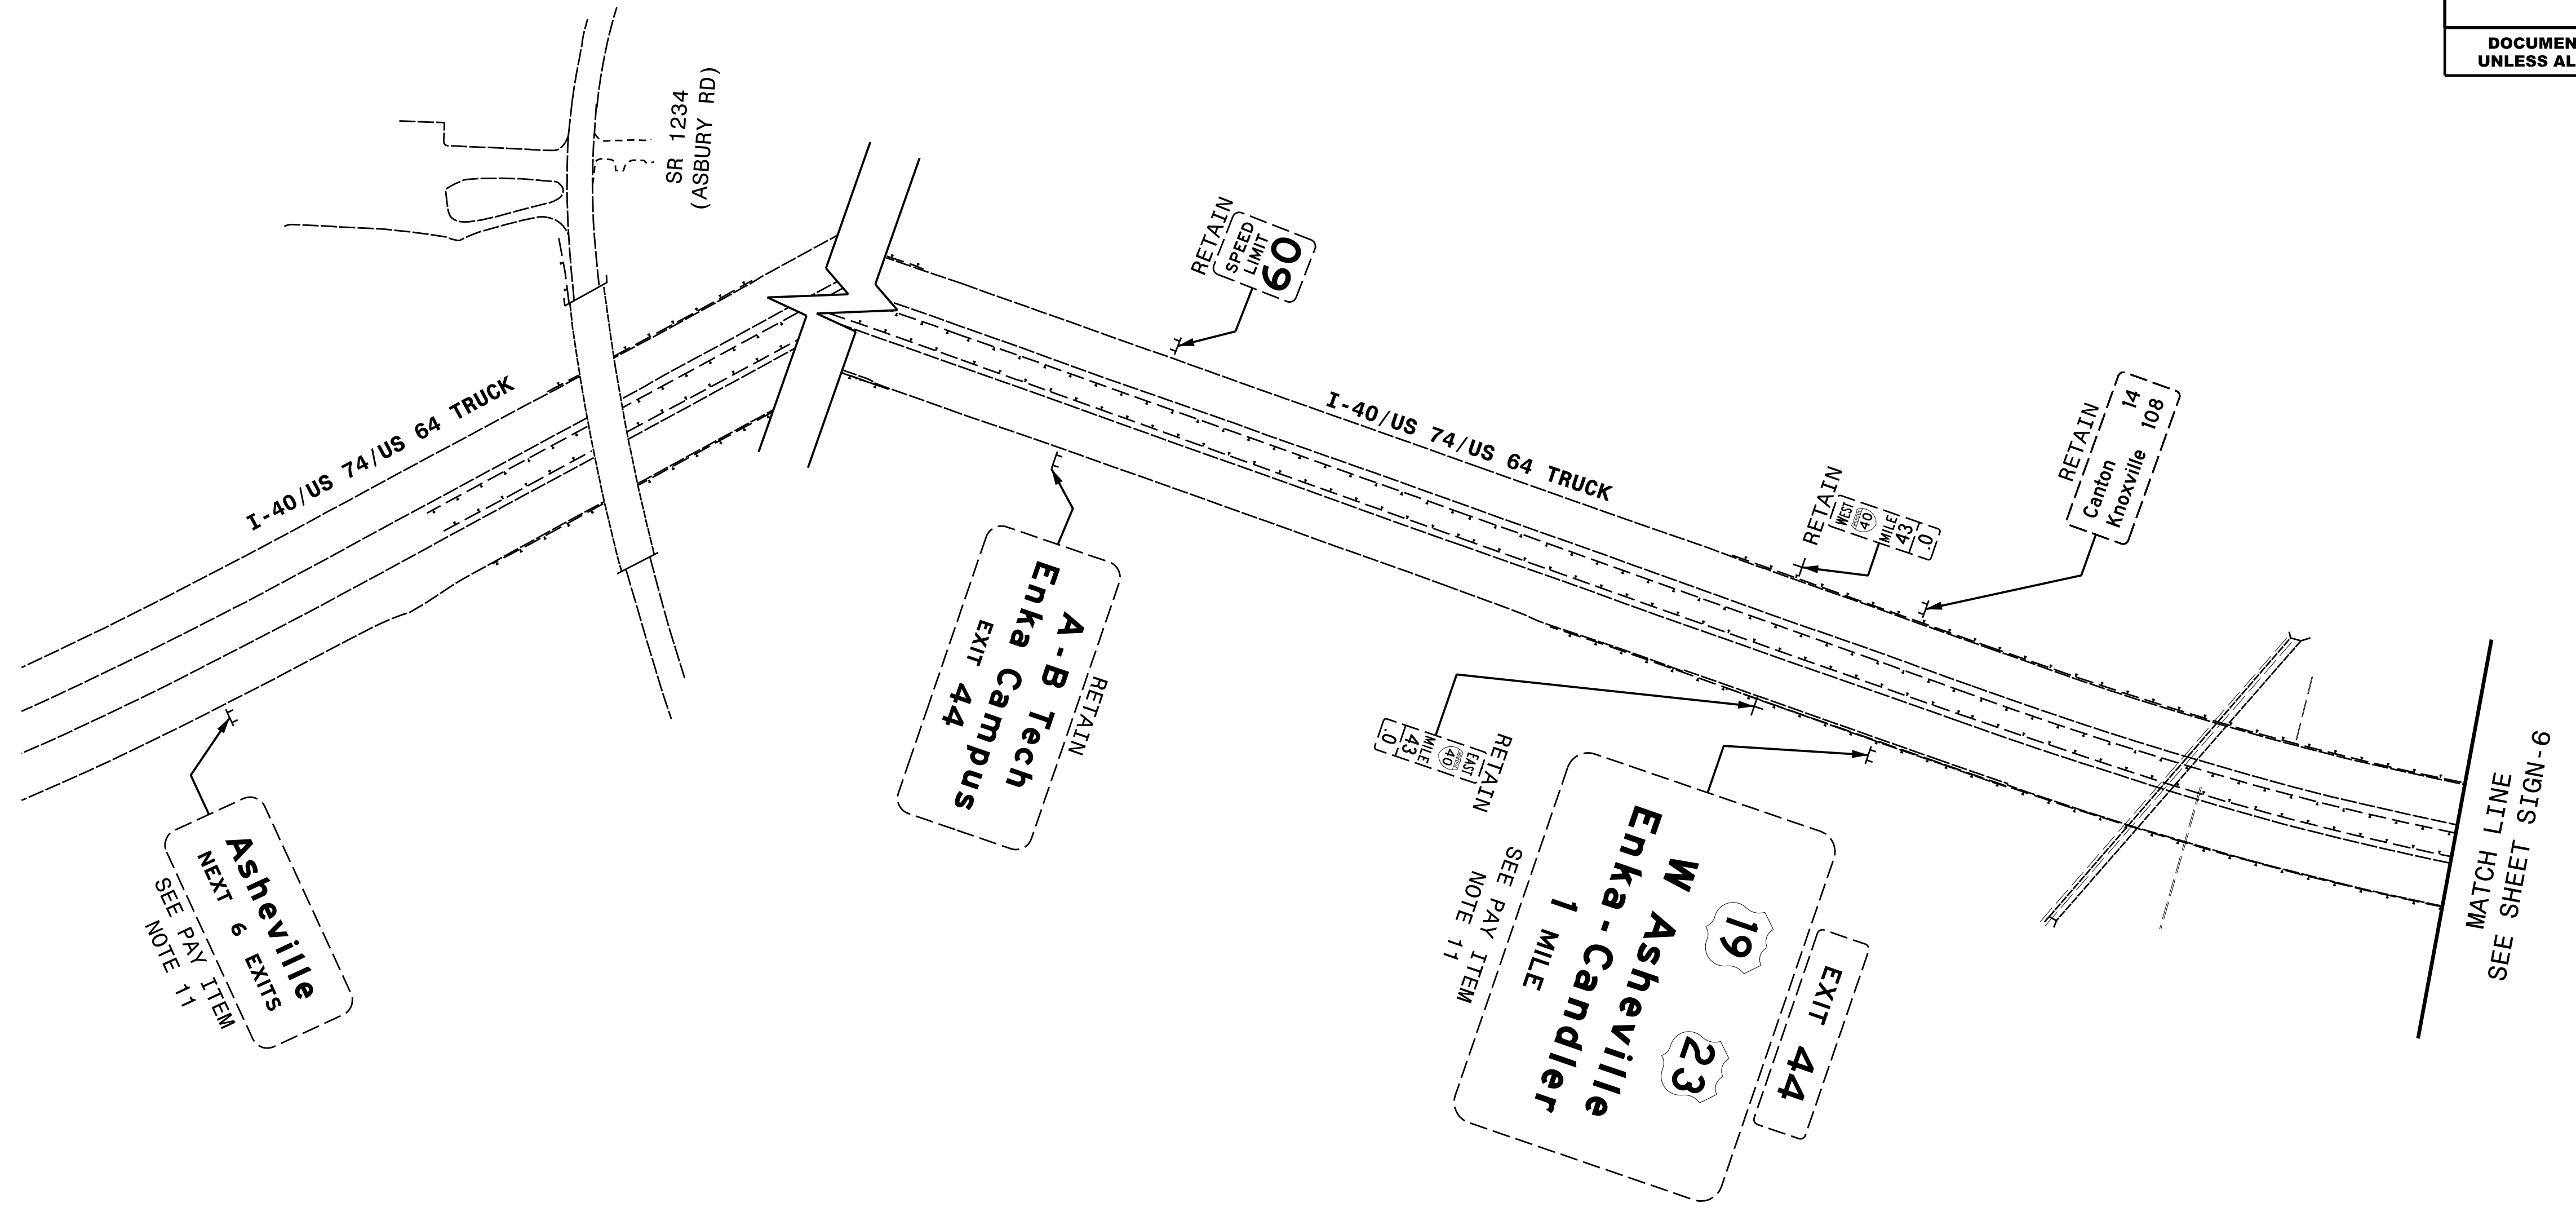 DOCUMEN
UNLESS AL
SR 1234
(ASBURY RD)
I-40/US 74/US 64 TRUCK
RETAIN
SPEED
LIMIT
60
I-40/US 74/US 64 TRUCK
RETAIN
WEST
40
MILE
43
.0
RETAIN
Canton 14
Knoxville 108
RETAIN
A-B Tech
Enka Campus
EXIT 44
RETAIN
EAST
40
MILE
43
.0
EXIT 44
19 23
W Asheville
Enka-Candler
1 MILE
SEE PAY ITEM
NOTE 11
Asheville
NEXT 6 EXITS
SEE PAY ITEM
NOTE 11
MATCH LINE
SEE SHEET SIGN-6